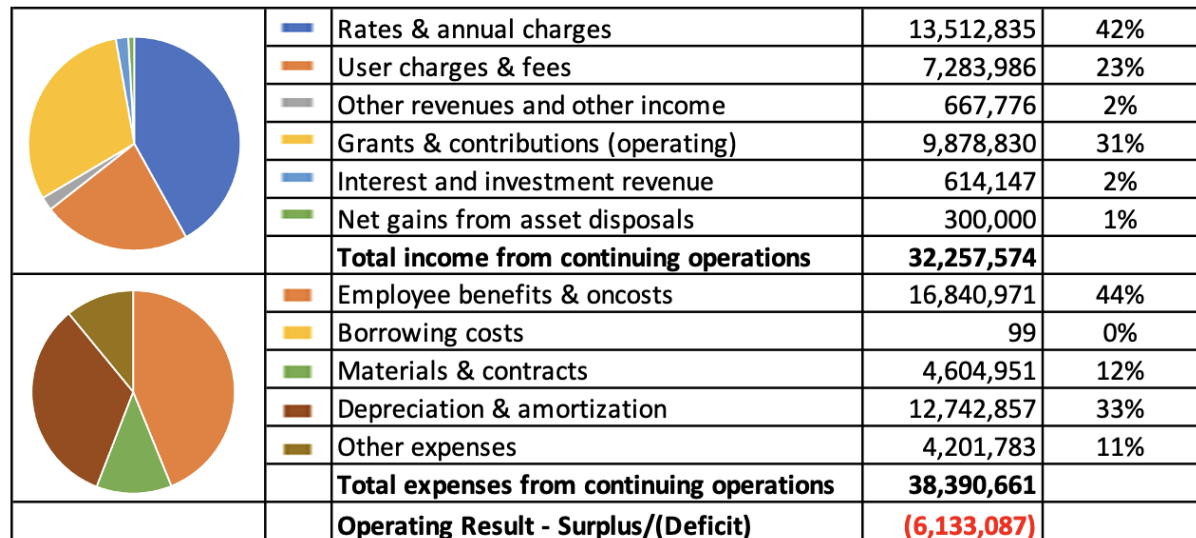 Rates & annual charges 13,512,835 42%
User charges & fees 7,283,986 23%
Other revenues and other income 667,776 2%
Grants & contributions (operating) 9,878,830 31%
Interest and investment revenue 614,147 2%
Net gains from asset disposals 300,000 1%
Total income from continuing operations 32,257,574
Employee benefits & oncosts 16,840,971 44%
Borrowing costs 99 0%
Materials & contracts 4,604,951 12%
Depreciation & amortization 12,742,857 33%
Other expenses 4,201,783 11%
Total expenses from continuing operations 38,390,661
Operating Result - Surplus/(Deficit) (6,133,087)